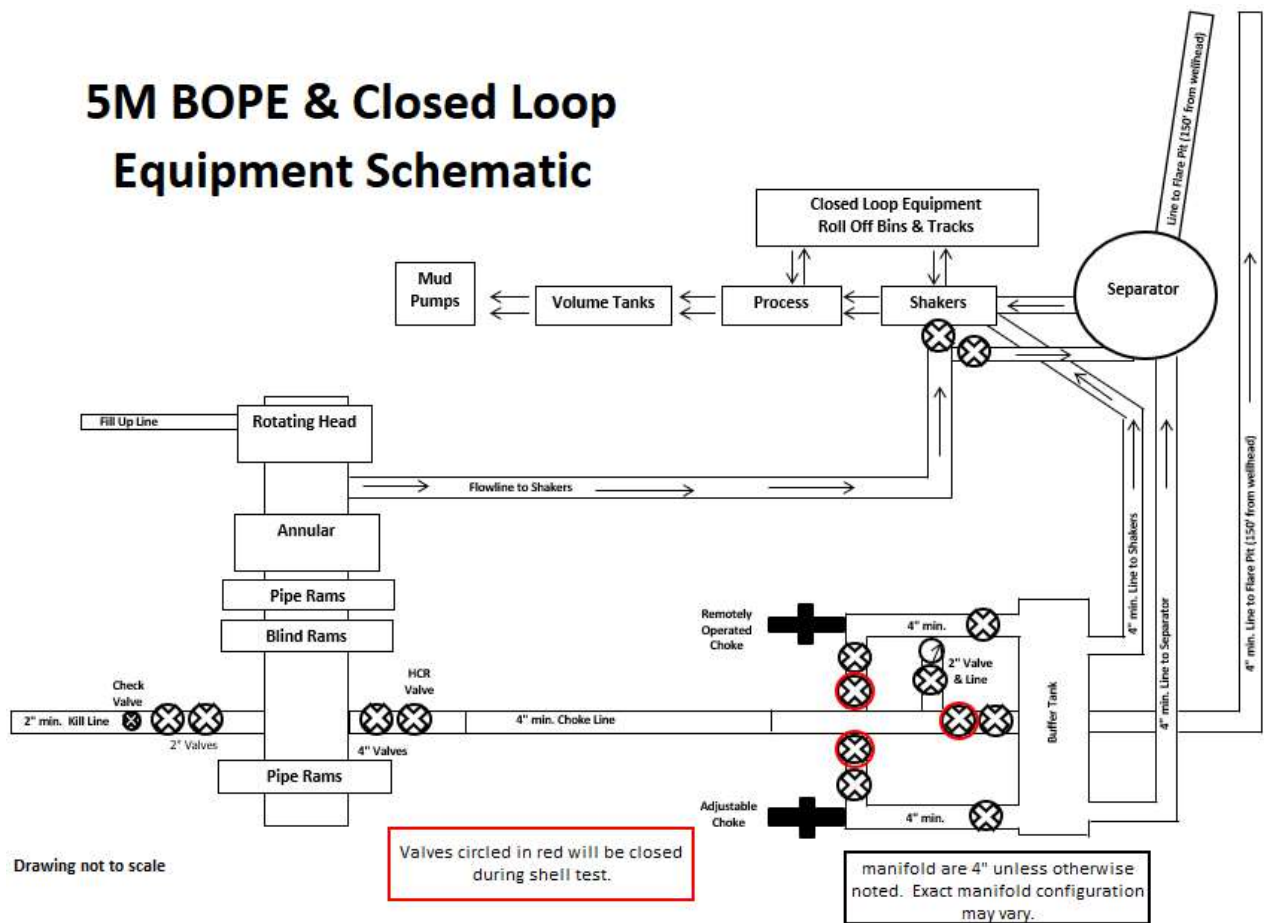 5M BOPE & Closed Loop
Equipment Schematic
Line to Flare Pit (150' from wellhead)
Closed Loop Equipment
Roll Off Bins & Tracks
Mud
Pumps
Volume Tanks
Process
Shakers
Separator
Fill Up Line
Rotating Head
Flowline to Shakers
Annular
Pipe Rams
Blind Rams
Remotely
Operated
Choke
4" min.
2" Valve
& Line
Check
Valve
HCR
Valve
2" min. Kill Line
4" min. Choke Line
2" Valves
4" Valves
Buffer Tank
4" min. Line to Shakers
4" min. Line to Separator
4" min. Line to Flare Pit (150' from wellhead)
Pipe Rams
Adjustable
Choke
4" min.
Drawing not to scale
Valves circled in red will be closed
during shell test.
manifold are 4" unless otherwise
noted. Exact manifold configuration
may vary.